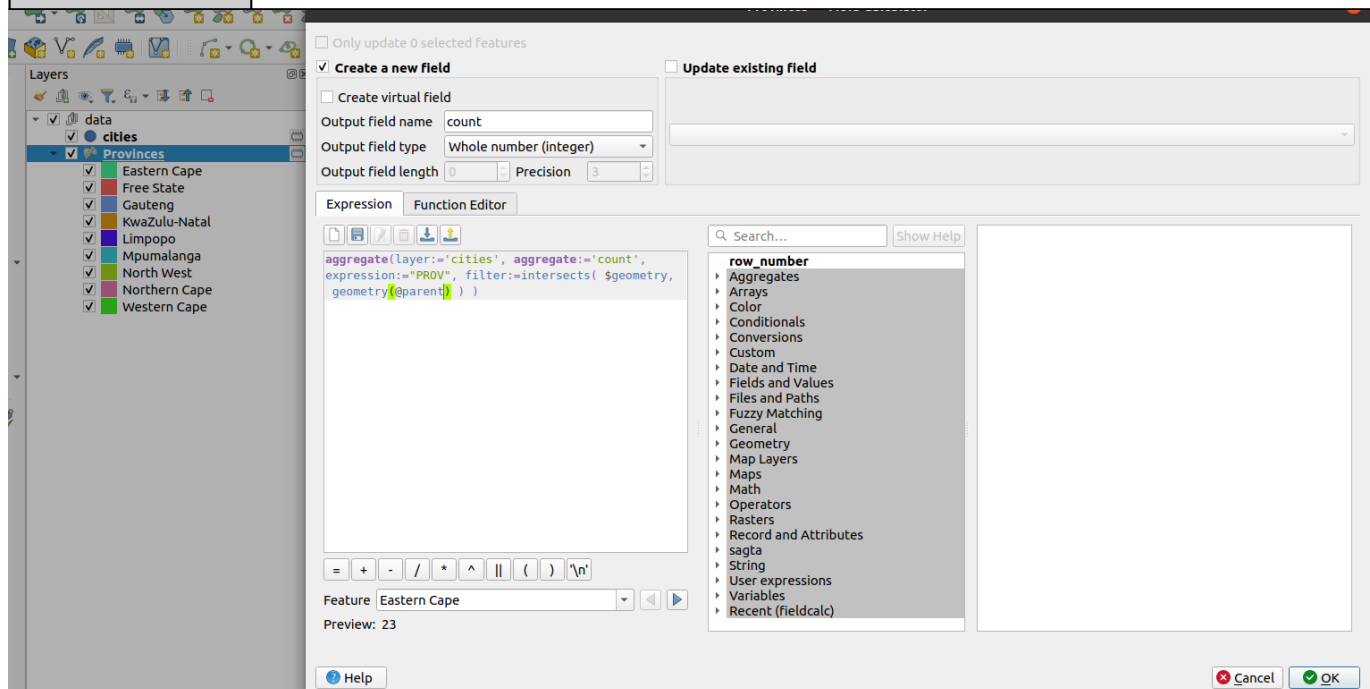 Only update 0 selected features
Create a new field
Update existing field
Create virtual field
Output field name count
Output field type Whole number (integer)
Output field length 0 Precision 3
Layers
data
cities
Provinces
Eastern Cape
Free State
Gauteng
KwaZulu-Natal
Limpopo
Mpumalanga
North West
Northern Cape
Western Cape
Expression Function Editor
aggregate(layer:='cities', aggregate:='count',
expression:="PROV", filter:=intersects( $geometry,
geometry(@parent) ) )
= + - / * ^ || ( ) '\n'
Feature Eastern Cape
Preview: 23
Search... Show Help
row_number
Aggregates
Arrays
Color
Conditionals
Conversions
Custom
Date and Time
Fields and Values
Files and Paths
Fuzzy Matching
General
Geometry
Map Layers
Maps
Math
Operators
Rasters
Record and Attributes
sagta
String
User expressions
Variables
Recent (fieldcalc)
Help
Cancel OK